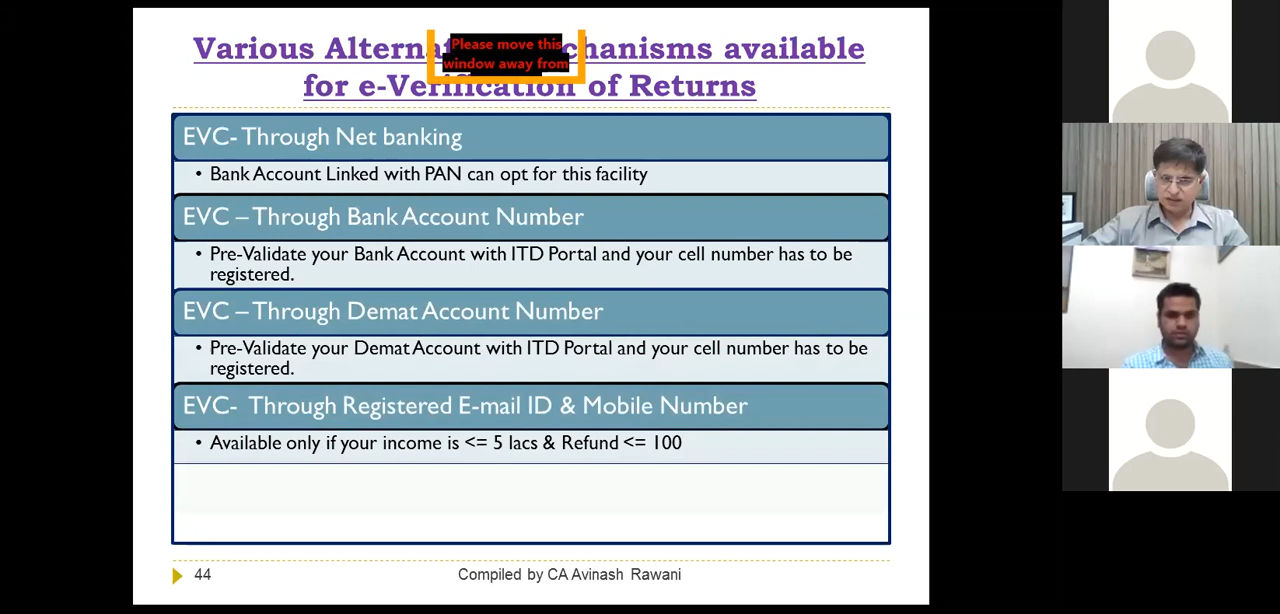 Various Alterna chanisms available
Please move this
window away from
for e-Verification of Returns
EVC- Through Net banking
• Bank Account Linked with PAN can opt for this facility
EVC – Through Bank Account Number
• Pre-Validate your Bank Account with ITD Portal and your cell number has to be
registered.
EVC – Through Demat Account Number
• Pre-Validate your Demat Account with ITD Portal and your cell number has to be
registered.
EVC- Through Registered E-mail ID & Mobile Number
• Available only if your income is <= 5 lacs & Refund <= 100
44
Compiled by CA Avinash Rawani